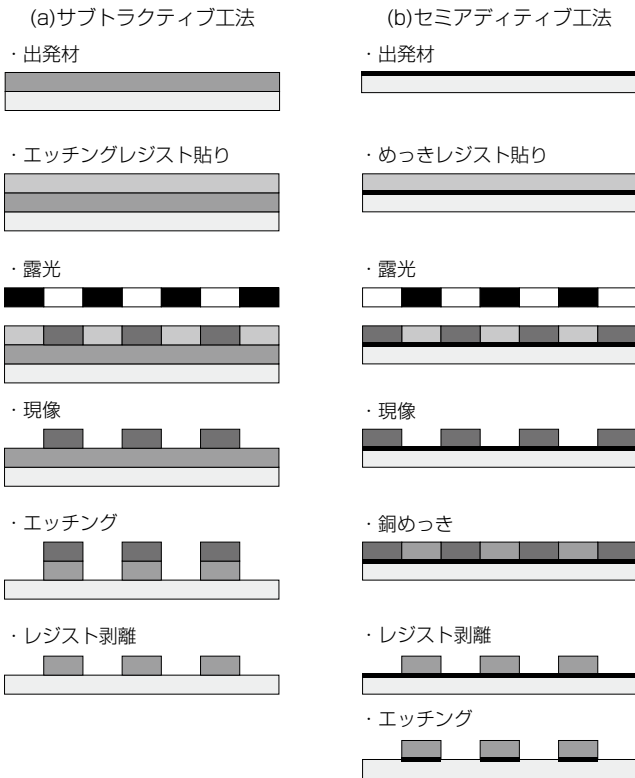 (a)サブトラクティブ工法
・出発材
・エッチングレジスト貼り
・露光
・現像
・エッチング
・レジスト剥離
(b)セミアディティブ工法
・出発材
・めっきレジスト貼り
・露光
・現像
・銅めっき
・レジスト剥離
・エッチング